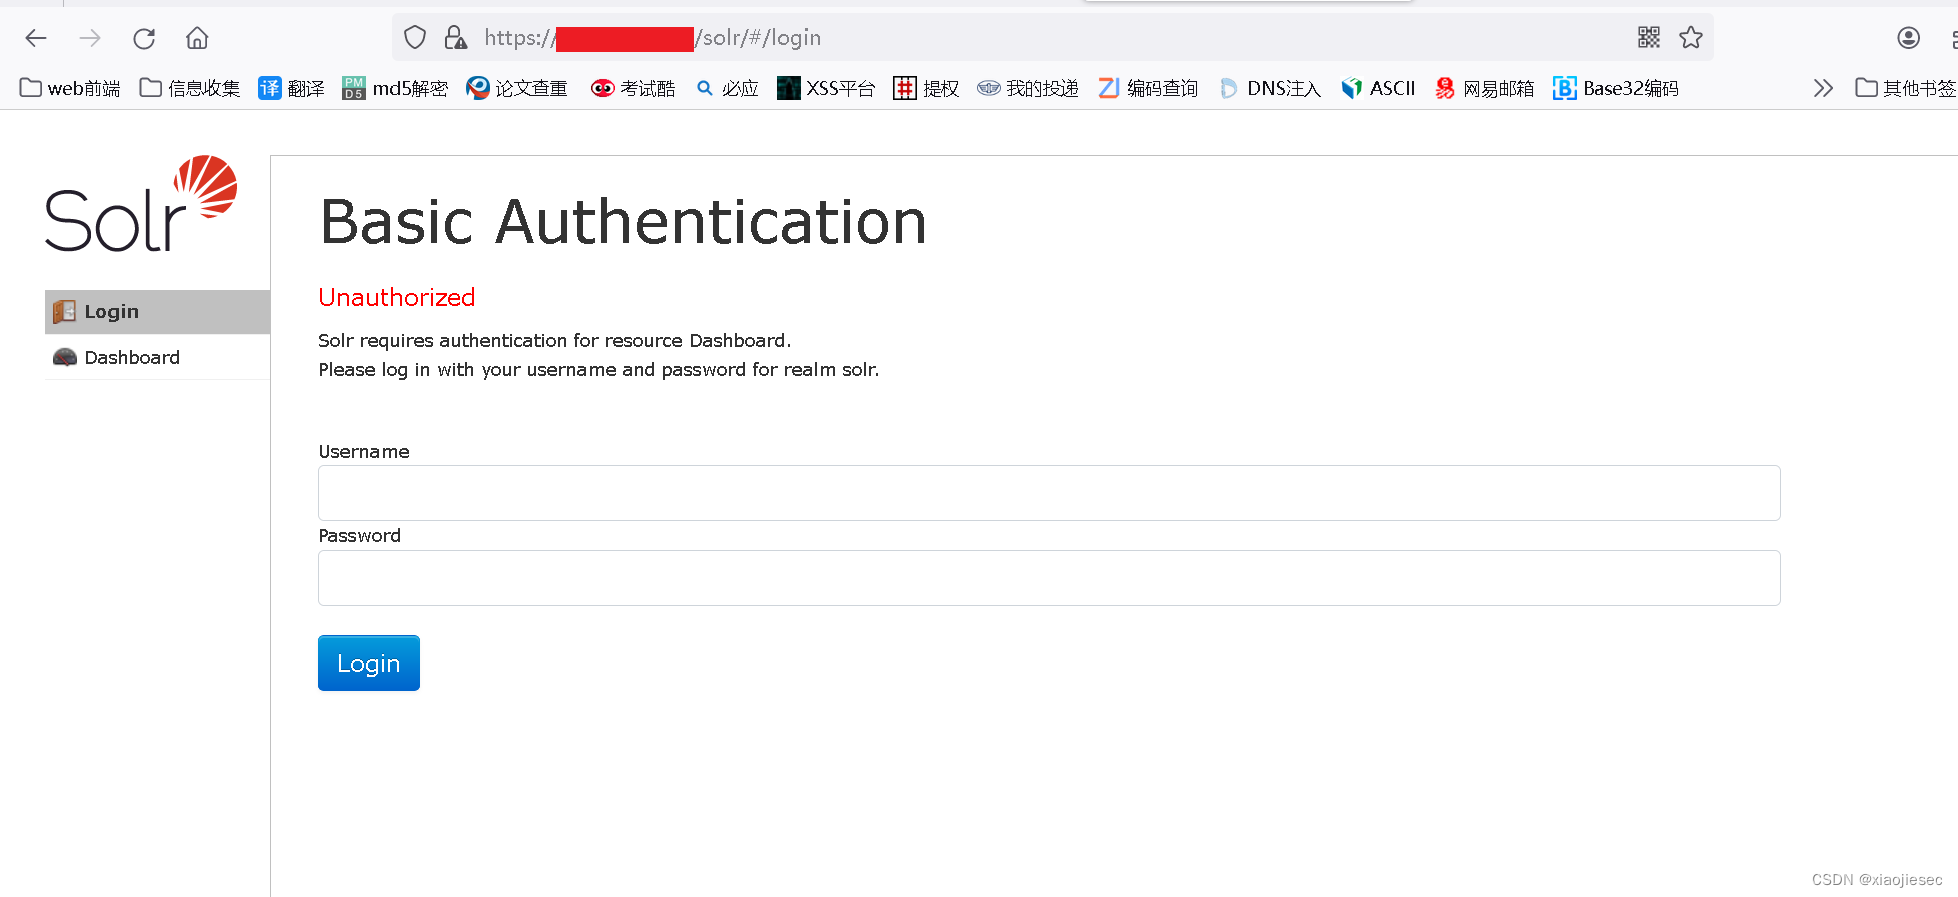 https:// /solr/#/login
web前端 信息收集 译 翻译 PM D5 md5解密 论文查重 考试酷 必应 XSS平台 提权 我的投递 ZI 编码查询 DNS注入 ASCII 网易邮箱 B Base32编码 其他书签
Solr
Basic Authentication
Unauthorized
Login
Solr requires authentication for resource Dashboard.
Dashboard
Please log in with your username and password for realm solr.
Username
Password
Login
CSDN @xiaojiesec